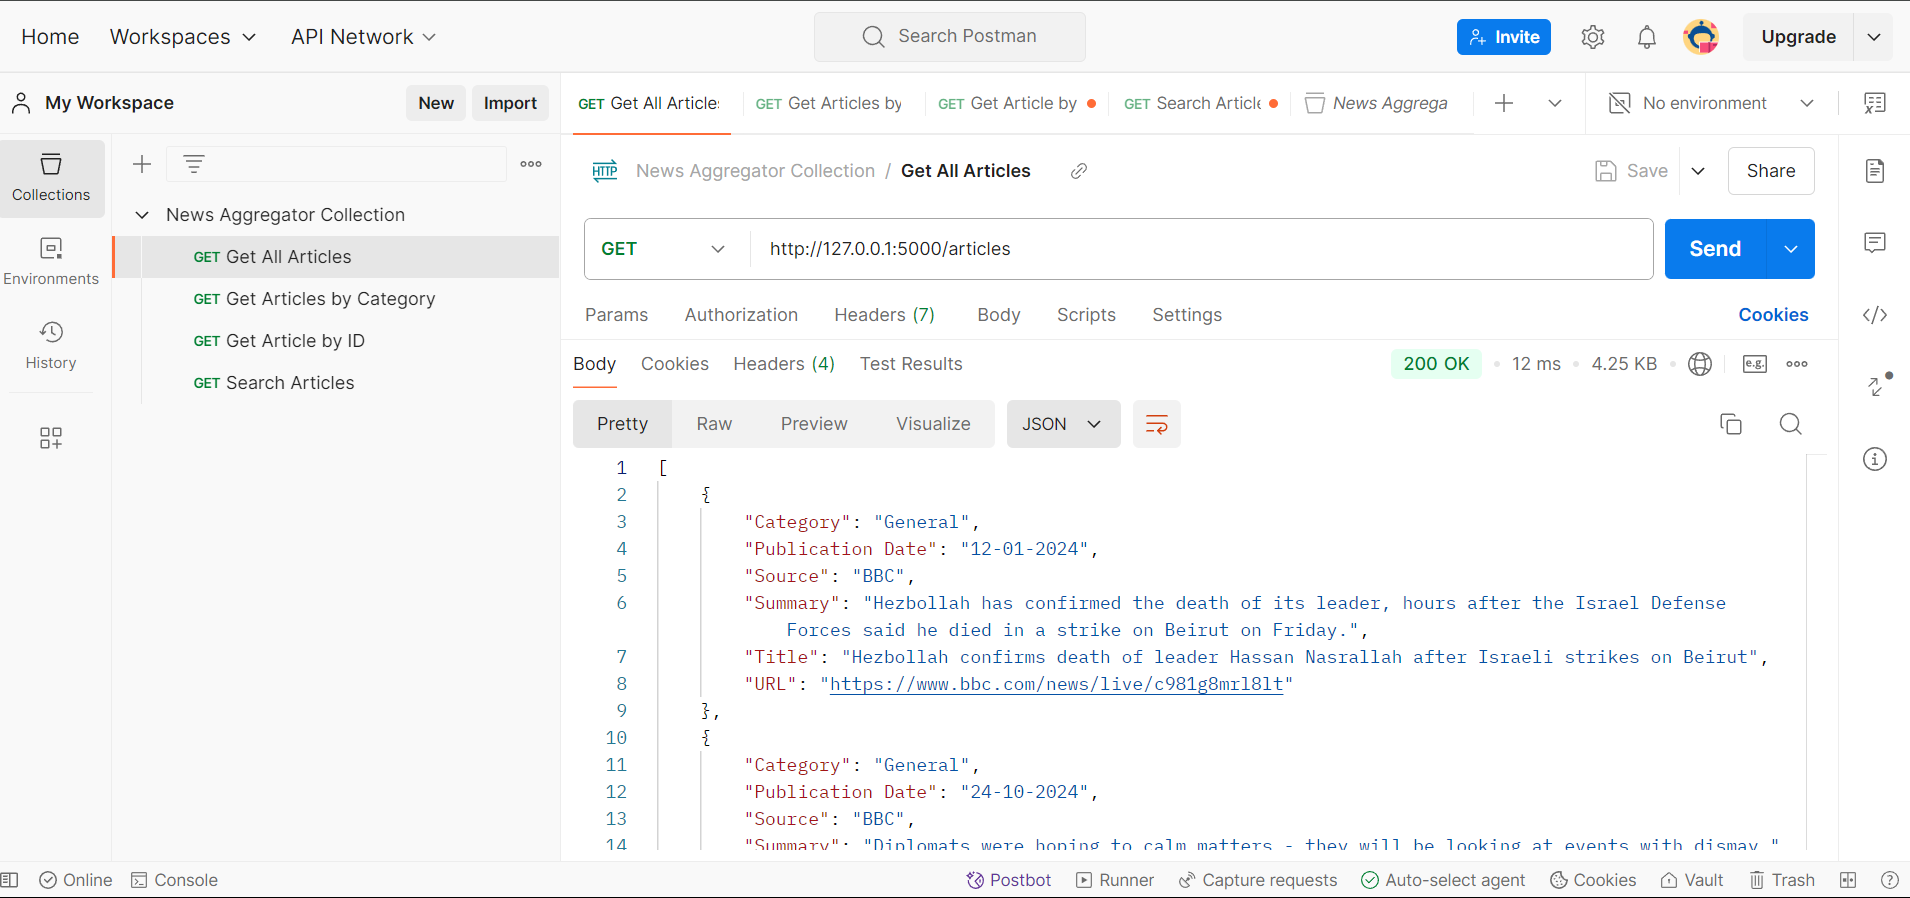 Home Workspaces API Network Search Postman Invite Upgrade
My Workspace New Import GET Get All Articles GET Get Articles by GET Get Article by GET Search Article News Aggrega No environment
Collections
Environments
History
News Aggregator Collection
GET Get All Articles
GET Get Articles by Category
GET Get Article by ID
GET Search Articles
HTTP News Aggregator Collection / Get All Articles Save Share
GET http://127.0.0.1:5000/articles Send
Params Authorization Headers (7) Body Scripts Settings Cookies
Body Cookies Headers (4) Test Results 200 OK 12 ms 4.25 KB e.g.
Pretty Raw Preview Visualize JSON
1 [
2 {
3 "Category": "General",
4 "Publication Date": "12-01-2024",
5 "Source": "BBC",
6 "Summary": "Hezbollah has confirmed the death of its leader, hours after the Israel Defense
Forces said he died in a strike on Beirut on Friday.",
7 "Title": "Hezbollah confirms death of leader Hassan Nasrallah after Israeli strikes on Beirut",
8 "URL": "https://www.bbc.com/news/live/c981g8mrl8lt"
9 },
10 {
11 "Category": "General",
12 "Publication Date": "24-10-2024",
13 "Source": "BBC",
14 "Summary": "Diplomats were hoping to calm matters - they will be looking at events with dismay."
Online Console Postbot Runner Capture requests Auto-select agent Cookies Vault Trash